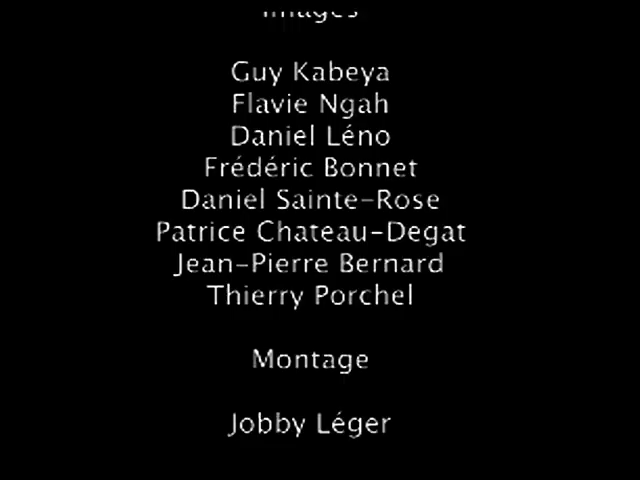 Images
Guy Kabeya
Flavie Ngah
Daniel Léno
Frédéric Bonnet
Daniel Sainte-Rose
Patrice Chateau-Degat
Jean-Pierre Bernard
Thierry Porchel
Montage
Jobby Léger